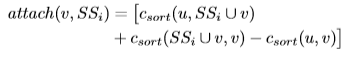 attach(v, SS_i) = [c_sort(u, SS_i ∪ v)
+ c_sort(SS_i ∪ v, v) − c_sort(u, v)]